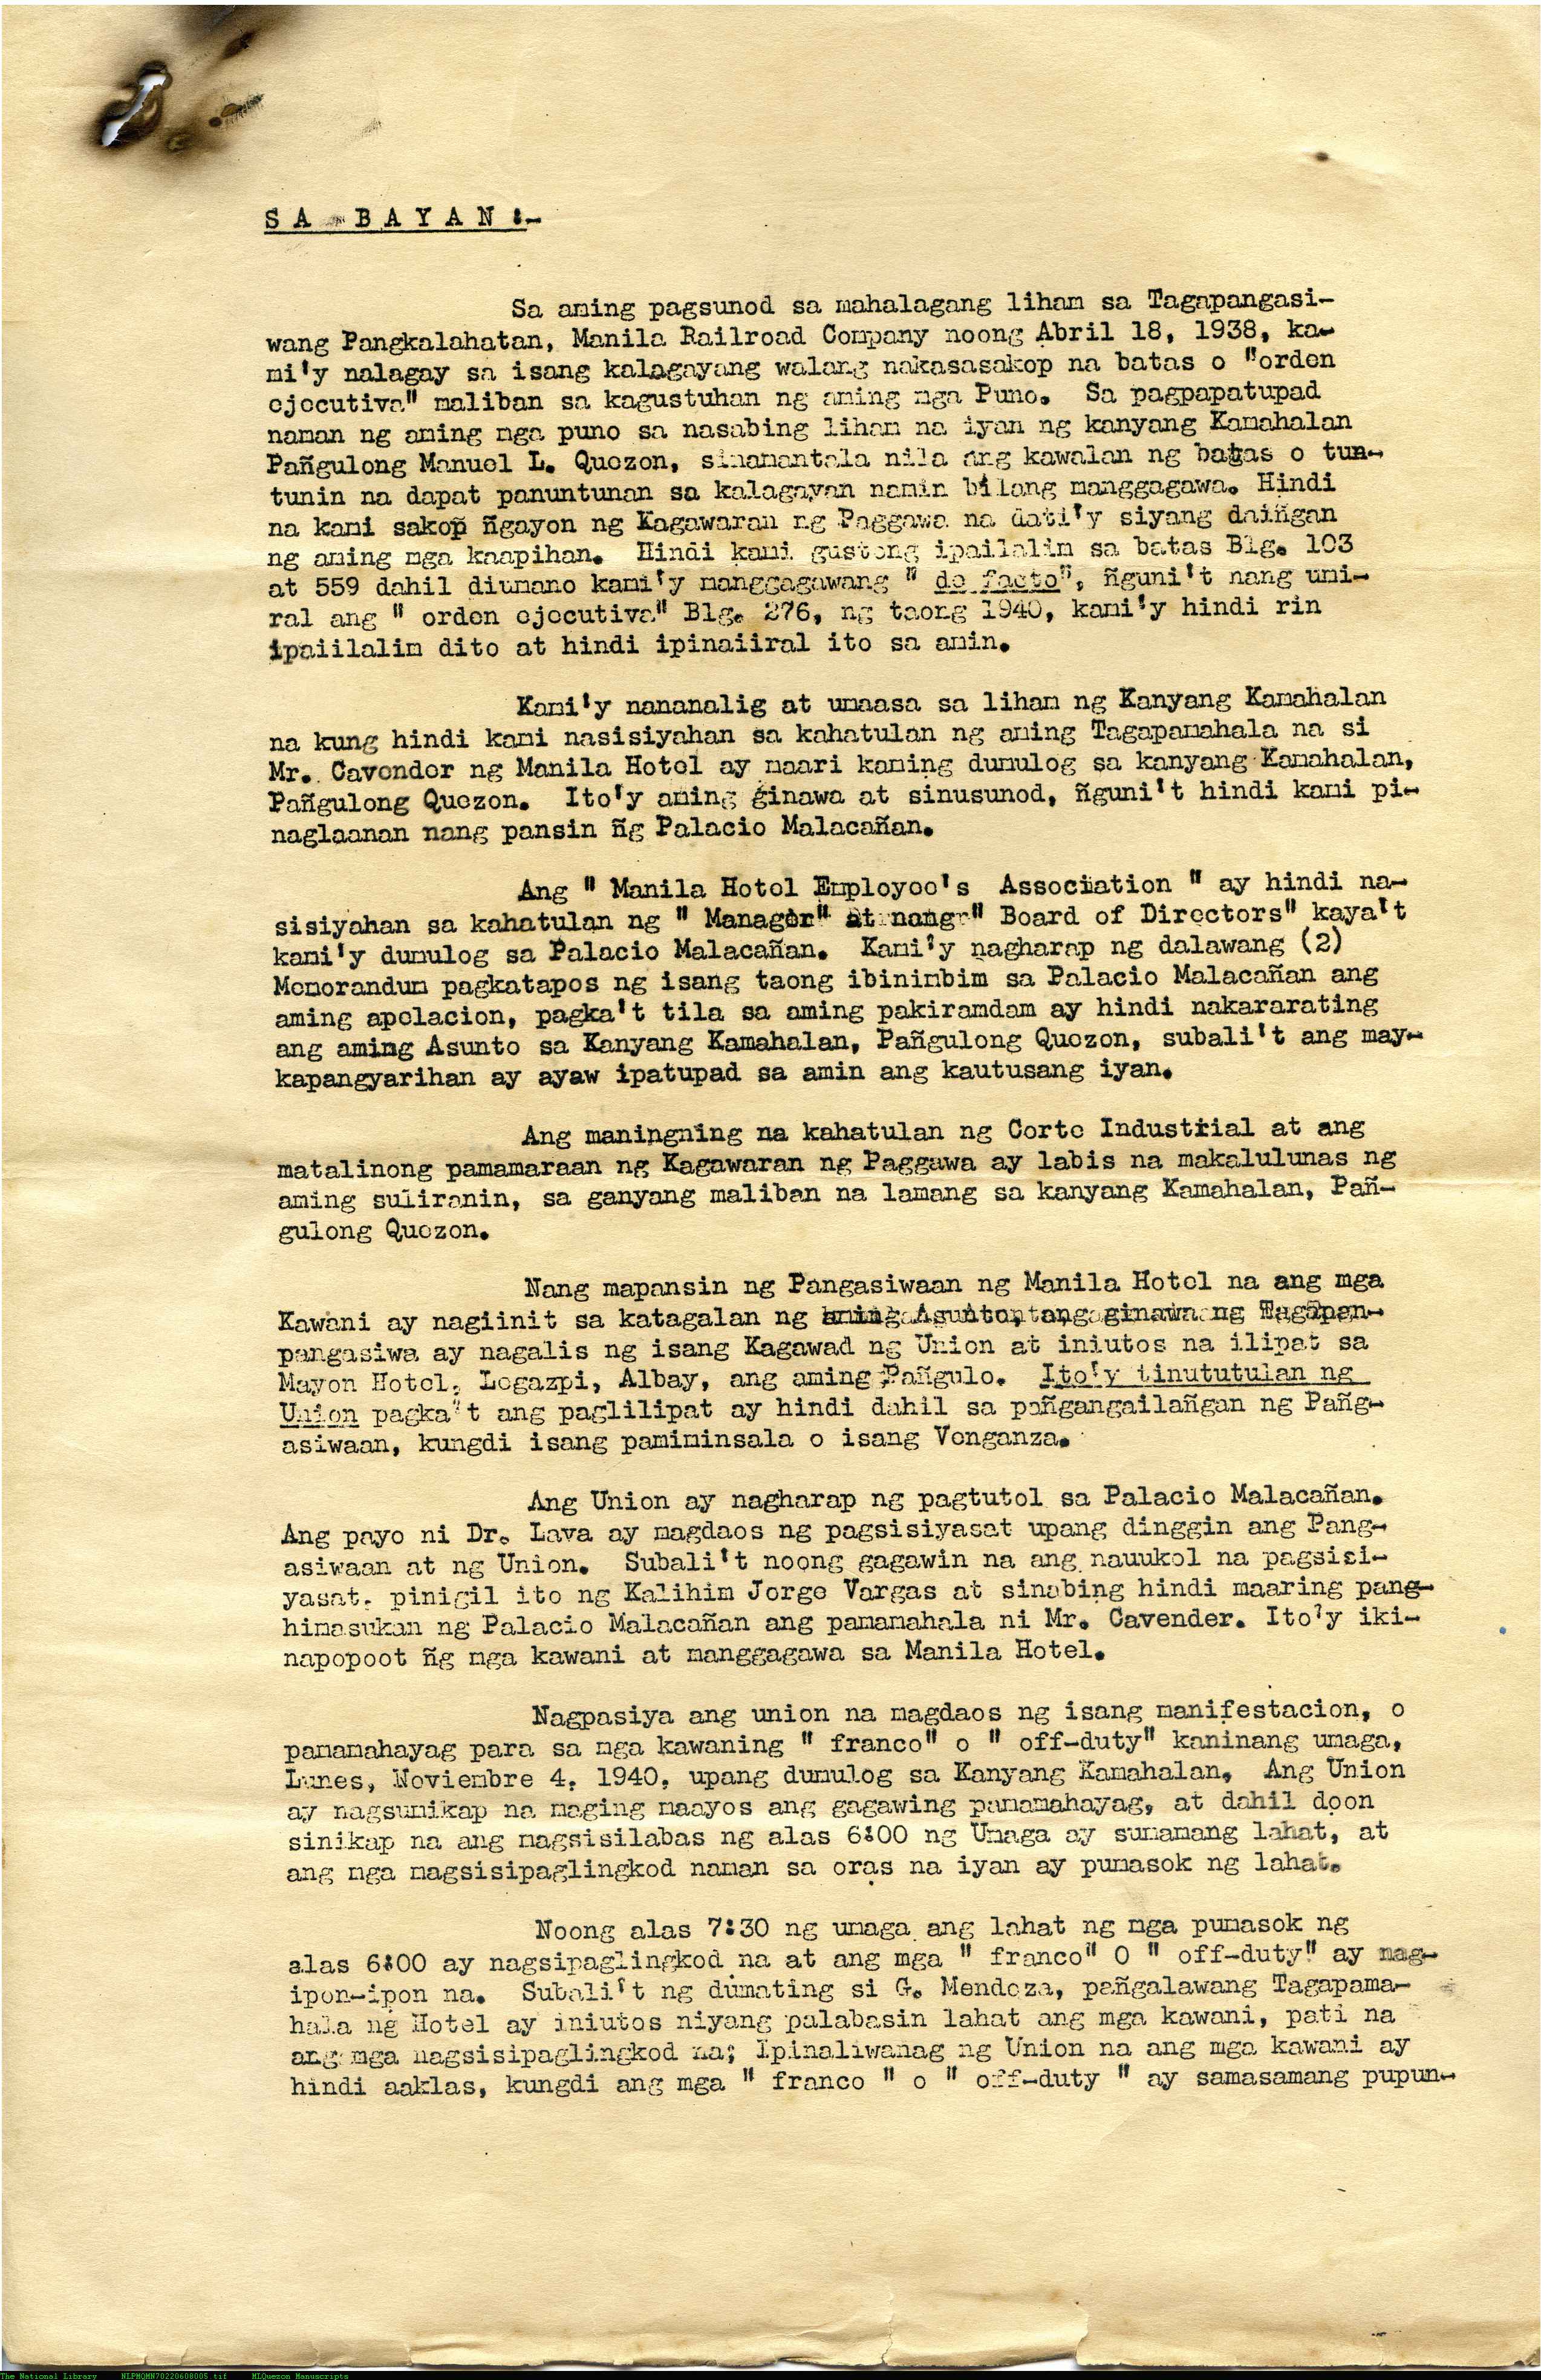 SA BAYAN:-
Sa aming pagsunod sa mahalagang liham sa Tagapangasi-
wang Pangkalahatan, Manila Railroad Company noong Abril 18, 1938, ka-
mi'y nalagay sa isang kalagayang walang nakasasakop na batas o "orden
ejecutiva" maliban sa kagustuhan ng aming mga Puno. Sa pagpapatupad
naman ng aming mga puno sa nasabing liham na iyan ng kanyang Kamahalan
Pañgulong Manuel L. Quezon, sinamantala nila ang kawalan ng batas o tun-
tunin na dapat panuntunan sa kalagayan namin bilang manggagawa. Hindi
na kami sakop ñgayon ng Kagawaran ng Paggawa na dati'y siyang daiñgan
ng aming mga kaapihan. Hindi kami gustong ipailalim sa batas Blg. 103
at 559 dahil diumano kami'y manggagawang " de facto", ñguni't nang umi-
ral ang " orden ejecutiva" Blg. 276, ng taong 1940, kami'y hindi rin
ipaiilalim dito at hindi ipinaiiral ito sa amin.
Kami'y nananalig at umaasa sa liham ng Kanyang Kamahalan
na kung hindi kami nasisiyahan sa kahatulan ng aming Tagapamahala na si
Mr. Cavender ng Manila Hotel ay maari kaming dumulog sa kanyang Kamahalan,
Pañgulong Quezon. Ito'y aming ginawa at sinusunod, ñguni't hindi kami pi-
naglaanan nang pansin ñg Palacio Malacañan.
Ang " Manila Hotel Employee's Association " ay hindi na-
sisiyahan sa kahatulan ng " Manager" at nang " Board of Directors" kaya't
kami'y dumulog sa Palacio Malacañan. Kami'y nagharap ng dalawang (2)
Memorandum pagkatapos ng isang taong ibinimbim sa Palacio Malacañan ang
aming apelacion, pagka't tila sa aming pakiramdam ay hindi nakararating
ang aming Asunto sa Kanyang Kamahalan, Pañgulong Quezon, subali't ang may-
kapangyarihan ay ayaw ipatupad sa amin ang kautusang iyan.
Ang maningning na kahatulan ng Corte Industrial at ang
matalinong pamamaraan ng Kagawaran ng Paggawa ay labis na makalulunas ng
aming suliranin, sa ganyang maliban na lamang sa kanyang Kamahalan, Pañ-
gulong Quezon.
Nang mapansin ng Pangasiwaan ng Manila Hotel na ang mga
Kawani ay nagiinit sa katagalan ng aming Asunto, ang ginawa ng
pangasiwa ay nagalis ng isang Kagawad ng Union at iniutos na ilipat sa
Mayon Hotel, Legazpi, Albay, ang aming Pañgulo. Ito'y tinututulan ng
Union pagka't ang paglilipat ay hindi dahil sa pañgangailañgan ng Pañg-
asiwaan, kungdi isang pamiminsala o isang Venganza.
Ang Union ay nagharap ng pagtutol sa Palacio Malacañan.
Ang payo ni Dr. Lava ay magdaos ng pagsisiyasat upang dinggin ang Pang-
asiwaan at ng Union. Subali't noong gagawin na ang nauukol na pagsisi-
yasat, pinigil ito ng Kalihim Jorge Vargas at sinabing hindi maaring pang-
himasukan ng Palacio Malacañan ang pamamahala ni Mr. Cavender. Ito'y iki-
napopoot ñg mga kawani at manggagawa sa Manila Hotel.
Nagpasiya ang union na magdaos ng isang manifestacion, o
pamamahayag para sa mga kawaning " franco" o " off-duty" kaninang umaga,
Lunes, Noviembre 4, 1940, upang dumulog sa Kanyang Kamahalan, Ang Union
ay nagsumikap na maging maayos ang gagawing pamamahayag, at dahil doon
sinikap na ang magsisilabas ng alas 6:00 ng Umaga ay sumamang lahat, at
ang mga magsisipaglingkod naman sa oras na iyan ay pumasok ng lahat.
Noong alas 7:30 ng umaga ang lahat ng mga pumasok ng
alas 6:00 ay nagsipaglingkod na at ang mga " franco" O " off-duty" ay nag-
ipon-ipon na. Subali't ng dumating si G. Mendoza, pañgalawang Tagapama-
hala ng Hotel ay iniutos niyang palabasin lahat ang mga kawani, pati na
ang mga nagsisipaglingkod na; Ipinaliwanag ng Union na ang mga kawani ay
hindi aaklas, kungdi ang mga " franco " o " off-duty " ay samasamang pupun-
The National Library NLPMQMN70220608005.tif MLQuezon Manuscripts